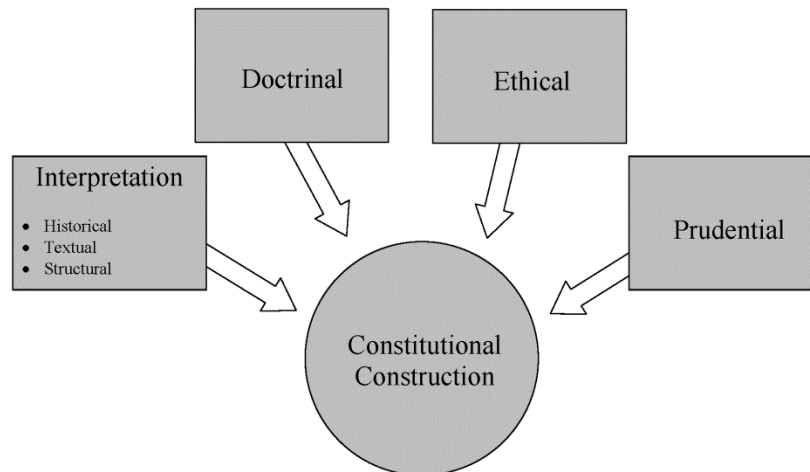 Doctrinal
Ethical
Interpretation
• Historical
• Textual
• Structural
Prudential
Constitutional
Construction